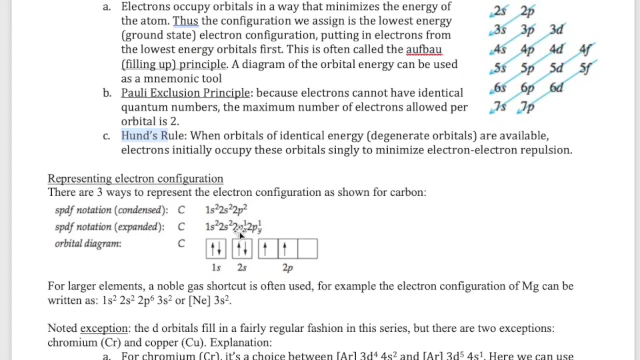 a. Electrons occupy orbitals in a way that minimizes the energy of
the atom. Thus the configuration we assign is the lowest energy
(ground state) electron configuration, putting in electrons from
the lowest energy orbitals first. This is often called the aufbau
(filling up) principle. A diagram of the orbital energy can be used
as a mnemonic tool
2s 2p
3s 3p 3d
4s 4p 4d 4f
5s 5p 5d 5f
6s 6p 6d
7s 7p
b. Pauli Exclusion Principle: because electrons cannot have identical
quantum numbers, the maximum number of electrons allowed per
orbital is 2.
c. Hund's Rule: When orbitals of identical energy (degenerate orbitals) are available,
electrons initially occupy these orbitals singly to minimize electron-electron repulsion.
Representing electron configuration
There are 3 ways to represent the electron configuration as shown for carbon:
spdf notation (condensed): C 1s²2s²2p²
spdf notation (expanded): C 1s²2s²2pₓ¹2pᵧ¹
orbital diagram: C
1s 2s 2p
For larger elements, a noble gas shortcut is often used, for example the electron configuration of Mg can be
written as: 1s² 2s² 2p⁶ 3s² or [Ne] 3s².
Noted exception: the d orbitals fill in a fairly regular fashion in this series, but there are two exceptions:
chromium (Cr) and copper (Cu). Explanation:
a. For chromium (Cr), it's a choice between [Ar] 3d⁴ 4s² and [Ar] 3d⁵ 4s¹. Here we can use